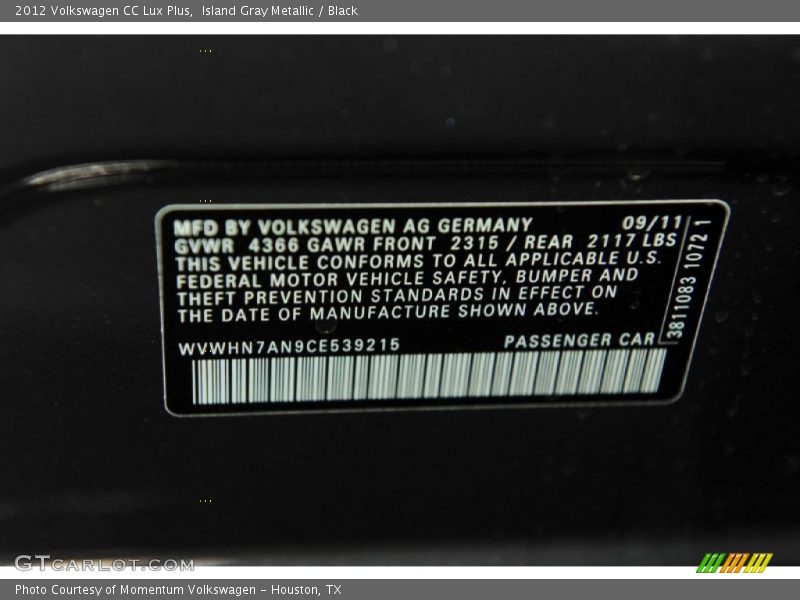 2012 Volkswagen CC Lux Plus,  Island Gray Metallic / Black
MFD BY VOLKSWAGEN AG GERMANY 09/11
GVWR 4366 GAWR FRONT 2315 / REAR 2117 LBS
THIS VEHICLE CONFORMS TO ALL APPLICABLE U.S.
FEDERAL MOTOR VEHICLE SAFETY, BUMPER AND
THEFT PREVENTION STANDARDS IN EFFECT ON
THE DATE OF MANUFACTURE SHOWN ABOVE.
WVWHN7AN9CE539215 PASSENGER CAR
3811083 1072 1
GTCARLOT.COM
Photo Courtesy of Momentum Volkswagen - Houston, TX